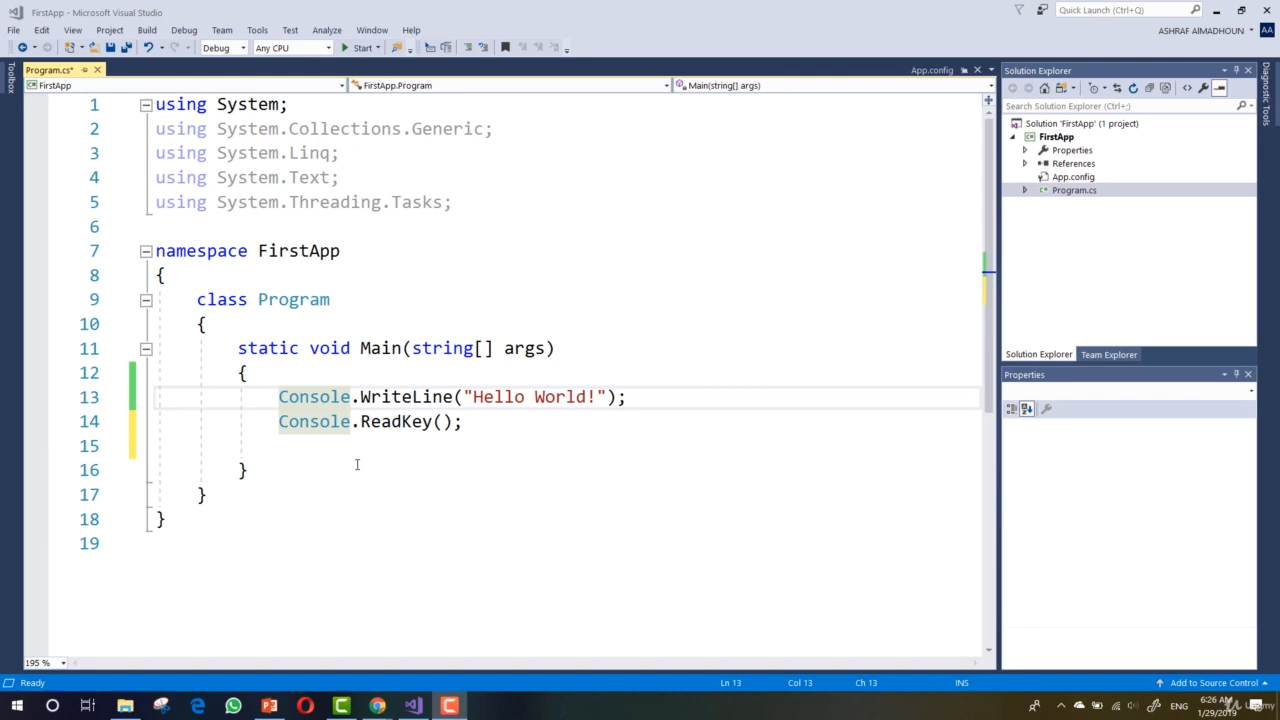 FirstApp - Microsoft Visual Studio
Quick Launch (Ctrl+Q)
File Edit View Project Build Debug Team Tools Test Analyze Window Help
ASHRAF AIMADHOUN AA
Debug Any CPU Start
Toolbox
Program.cs*
App.config
FirstApp FirstApp.Program Main(string[] args)
1 using System;
2 using System.Collections.Generic;
3 using System.Linq;
4 using System.Text;
5 using System.Threading.Tasks;
6
7 namespace FirstApp
8 {
9 class Program
10 {
11 static void Main(string[] args)
12 {
13 Console.WriteLine("Hello World!");
14 Console.ReadKey();
15
16 }
17 }
18 }
19
195 %
Solution Explorer
Search Solution Explorer (Ctrl+;)
Solution 'FirstApp' (1 project)
FirstApp
Properties
References
App.config
Program.cs
Solution Explorer Team Explorer
Properties
Diagnostic Tools
Ready Ln 13 Col 13 Ch 13 INS Add to Source Control
ENG 6:26 AM
1/29/2019
Udemy